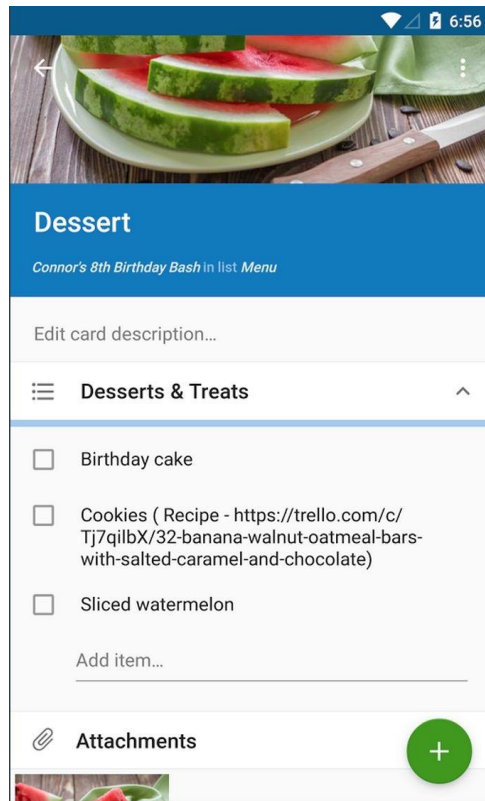 6:56
Dessert
Connor's 8th Birthday Bash in list Menu
Edit card description...
Desserts & Treats
Birthday cake
Cookies ( Recipe - https://trello.com/c/
Tj7qilbX/32-banana-walnut-oatmeal-bars-
with-salted-caramel-and-chocolate)
Sliced watermelon
Add item...
Attachments